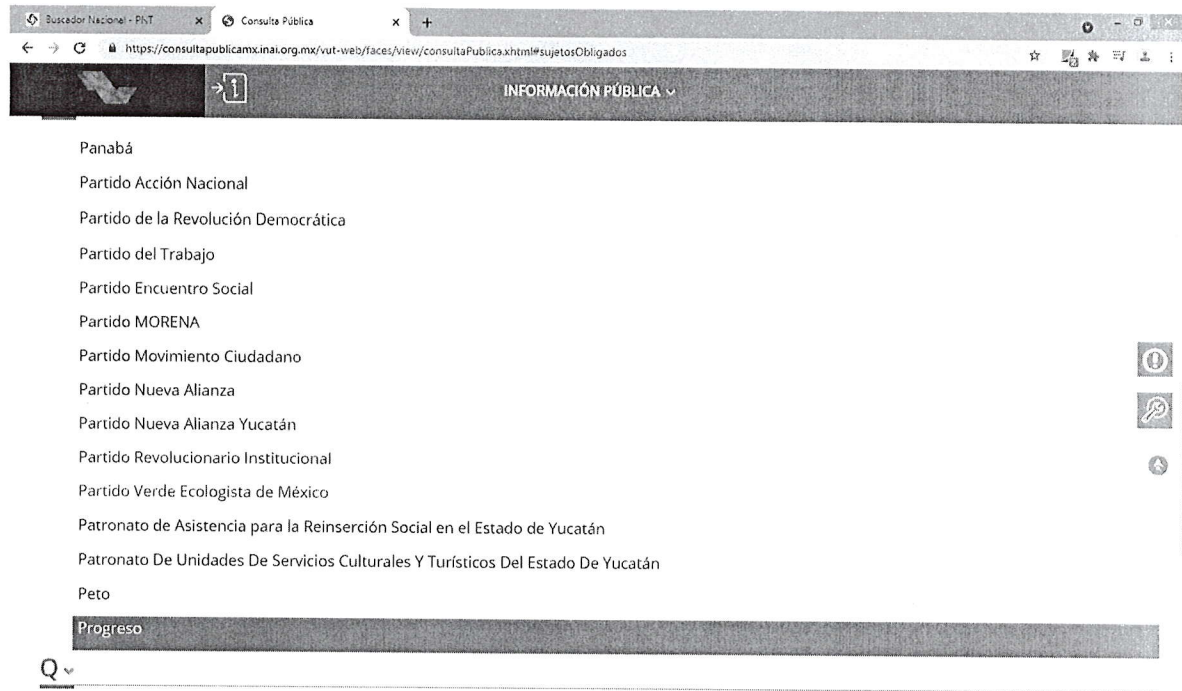 Buscador Nacional - PNT
Consulta Pública
https://consultapublicamx.inai.org.mx/vut-web/faces/view/consultaPublica.xhtml#sujetosObligados
INFORMACIÓN PÚBLICA
Panabá
Partido Acción Nacional
Partido de la Revolución Democrática
Partido del Trabajo
Partido Encuentro Social
Partido MORENA
Partido Movimiento Ciudadano
Partido Nueva Alianza
Partido Nueva Alianza Yucatán
Partido Revolucionario Institucional
Partido Verde Ecologista de México
Patronato de Asistencia para la Reinserción Social en el Estado de Yucatán
Patronato De Unidades De Servicios Culturales Y Turísticos Del Estado De Yucatán
Peto
Progreso
Q